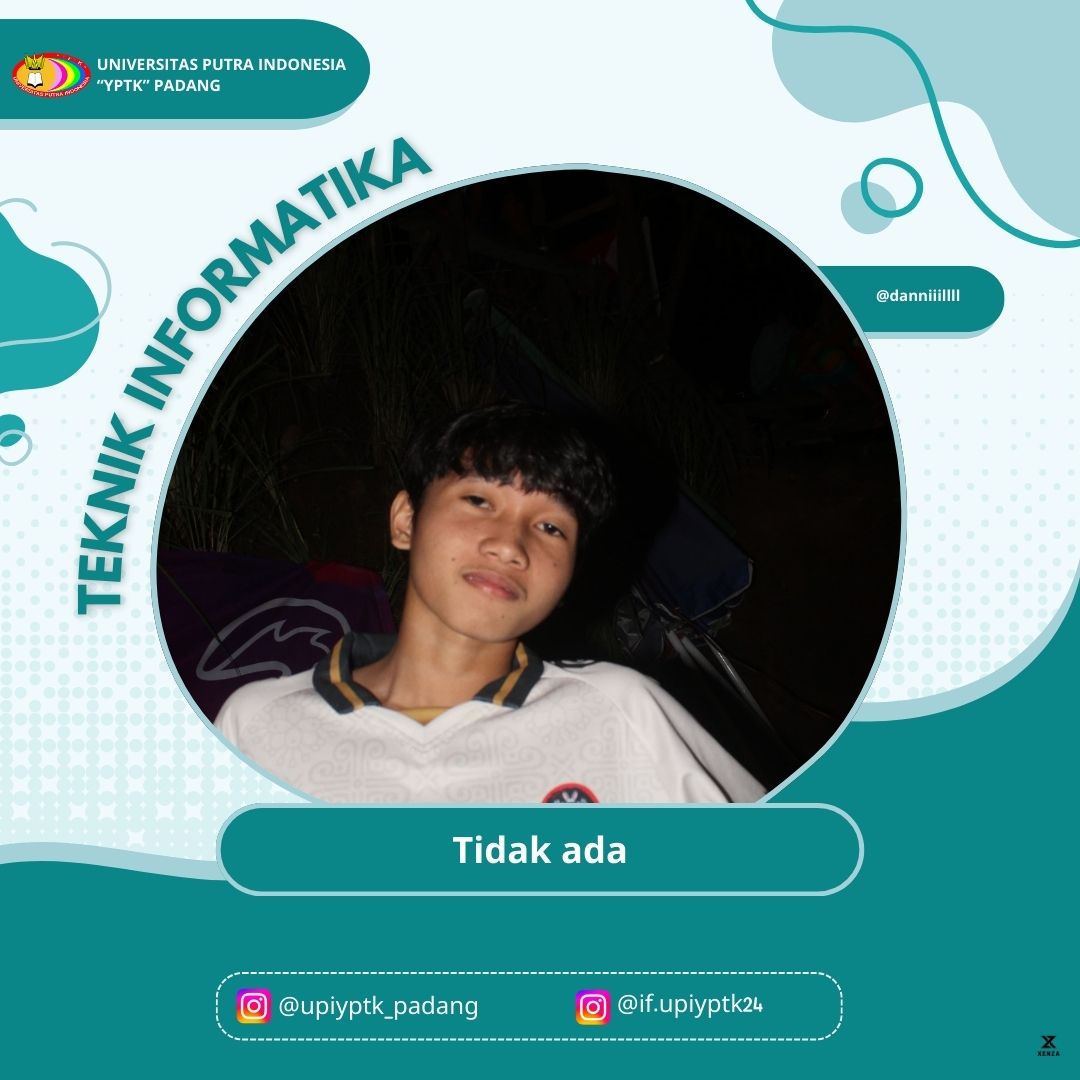 UNIVERSITAS PUTRA INDONESIA
“YPTK” PADANG
TEKNIK INFORMATIKA
@danniiillll
Tidak ada
@upiyptk_padang
@if.upiyptk24
XENZA